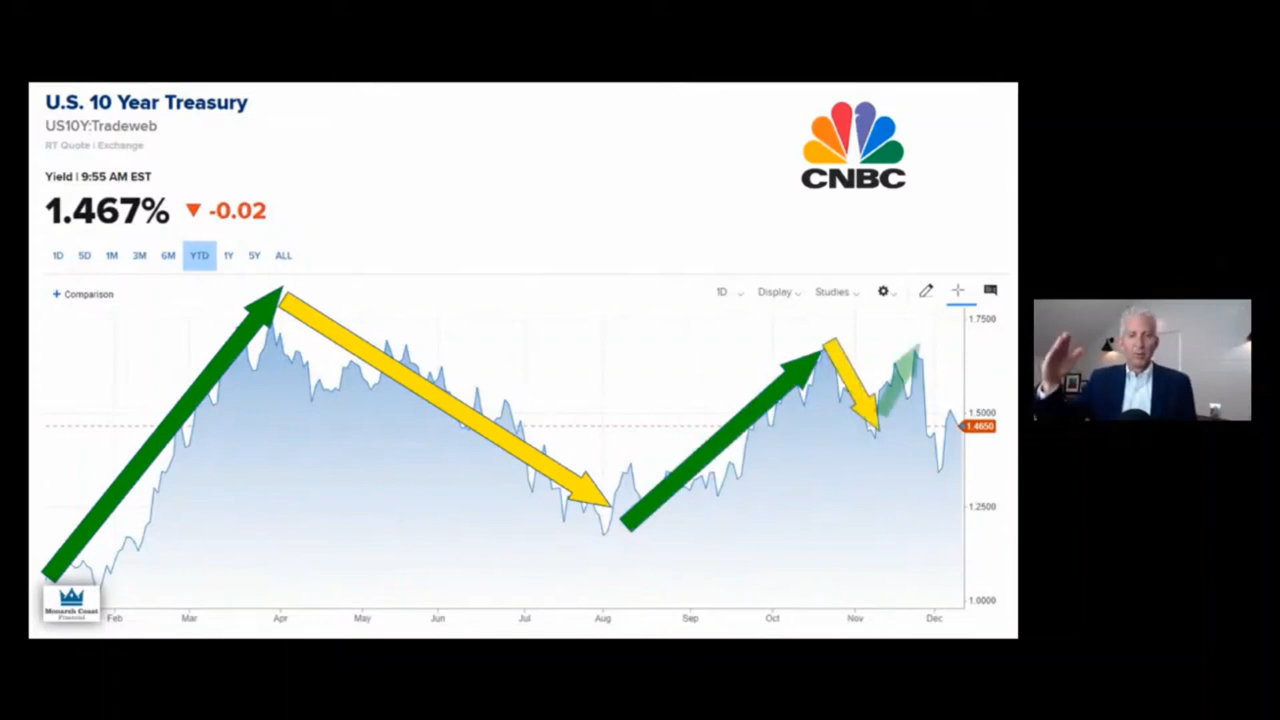 U.S. 10 Year Treasury
US10Y:Tradeweb
RT Quote | Exchange
Yield | 9:55 AM EST
1.467% ▼ -0.02
CNBC
1D 5D 1M 3M 6M YTD 1Y 5Y ALL
+ Comparison
1D Display Studies
1.7500
1.5000
1.4650
1.2500
1.0000
Monarch Coast
Financial
Feb Mar Apr May Jun Jul Aug Sep Oct Nov Dec